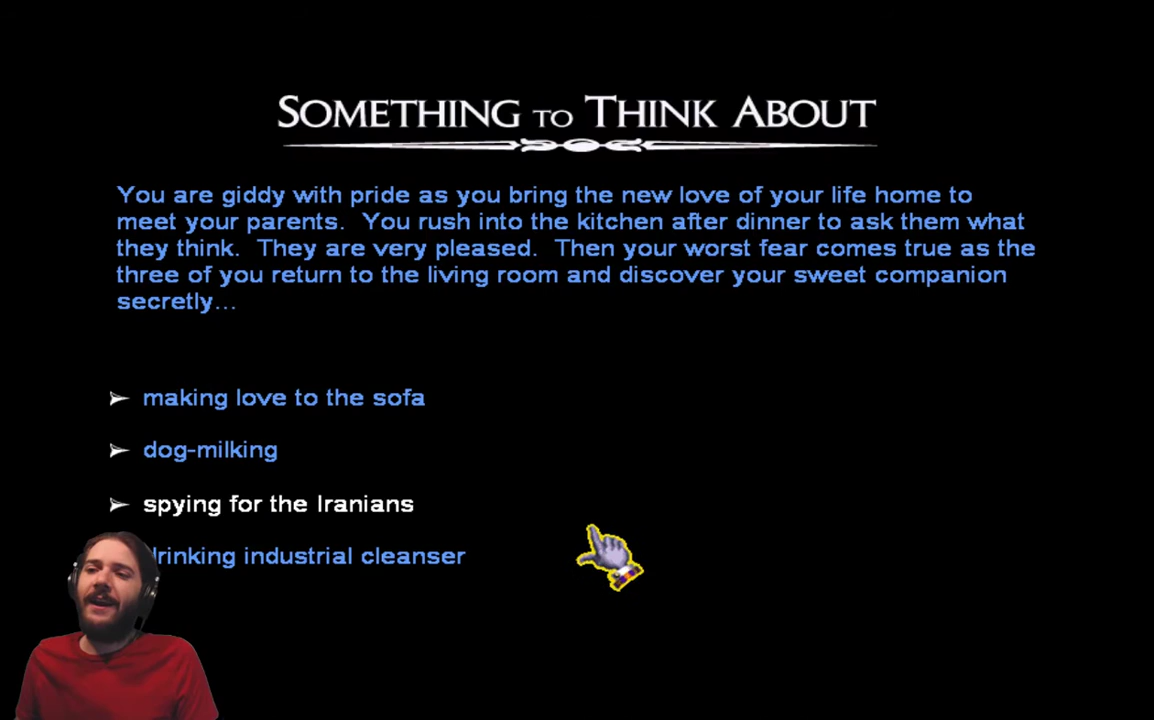 SOMETHING TO THINK ABOUT
You are giddy with pride as you bring the new love of your life home to
meet your parents.  You rush into the kitchen after dinner to ask them what
they think.  They are very pleased.  Then your worst fear comes true as the
three of you return to the living room and discover your sweet companion
secretly...
➢ making love to the sofa
➢ dog-milking
➢ spying for the Iranians
drinking industrial cleanser